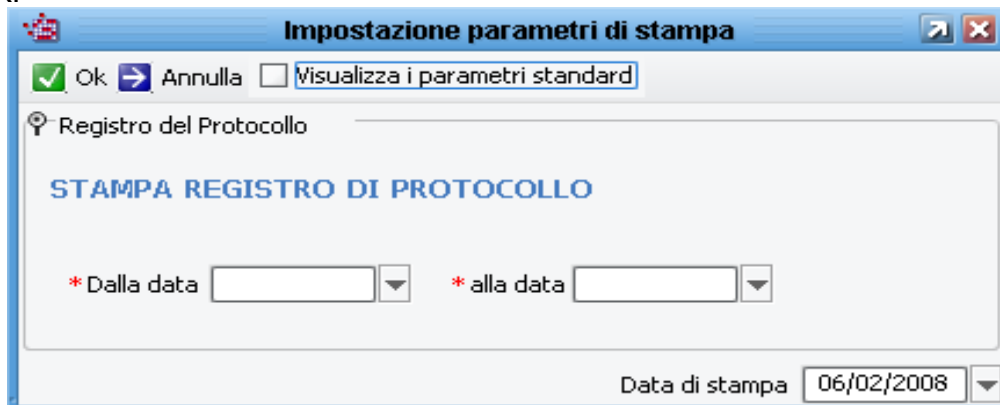 Impostazione parametri di stampa
Ok Annulla Visualizza i parametri standard
Registro del Protocollo
STAMPA REGISTRO DI PROTOCOLLO
* Dalla data * alla data
Data di stampa 06/02/2008